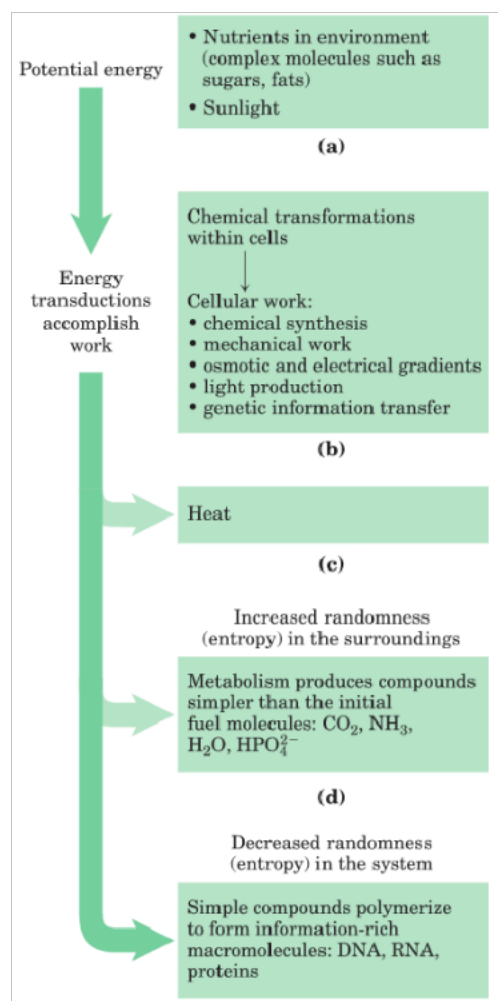 Potential energy
• Nutrients in environment
(complex molecules such as
sugars, fats)
• Sunlight
(a)
Energy
transductions
accomplish
work
Chemical transformations
within cells
Cellular work:
• chemical synthesis
• mechanical work
• osmotic and electrical gradients
• light production
• genetic information transfer
(b)
Heat
(c)
Increased randomness
(entropy) in the surroundings
Metabolism produces compounds
simpler than the initial
fuel molecules: CO₂, NH₃,
H₂O, HPO₄²⁻
(d)
Decreased randomness
(entropy) in the system
Simple compounds polymerize
to form information-rich
macromolecules: DNA, RNA,
proteins